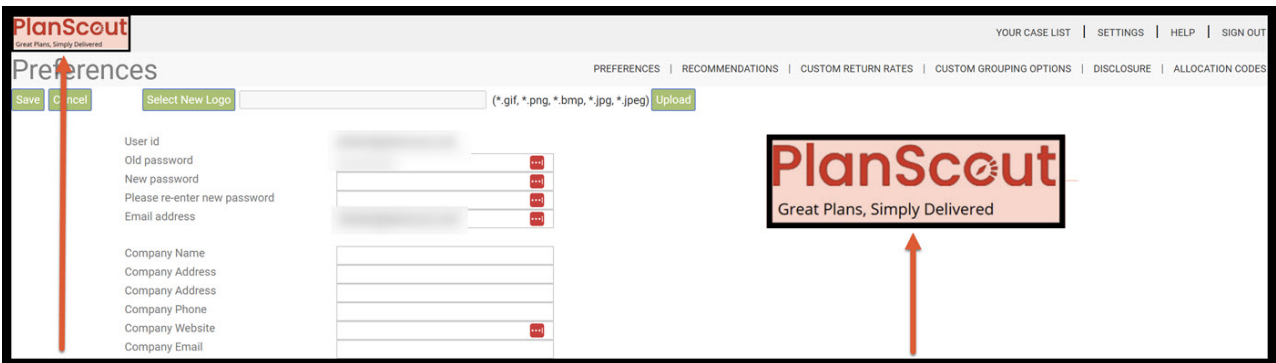 PlanScout
Great Plans, Simply Delivered
YOUR CASE LIST | SETTINGS | HELP | SIGN OUT
Preferences
PREFERENCES | RECOMMENDATIONS | CUSTOM RETURN RATES | CUSTOM GROUPING OPTIONS | DISCLOSURE | ALLOCATION CODES
Save Cancel Select New Logo (*.gif, *.png, *.bmp, *.jpg, *.jpeg) Upload
User id
Old password
New password
Please re-enter new password
Email address
PlanScout
Great Plans, Simply Delivered
Company Name
Company Address
Company Address
Company Phone
Company Website
Company Email